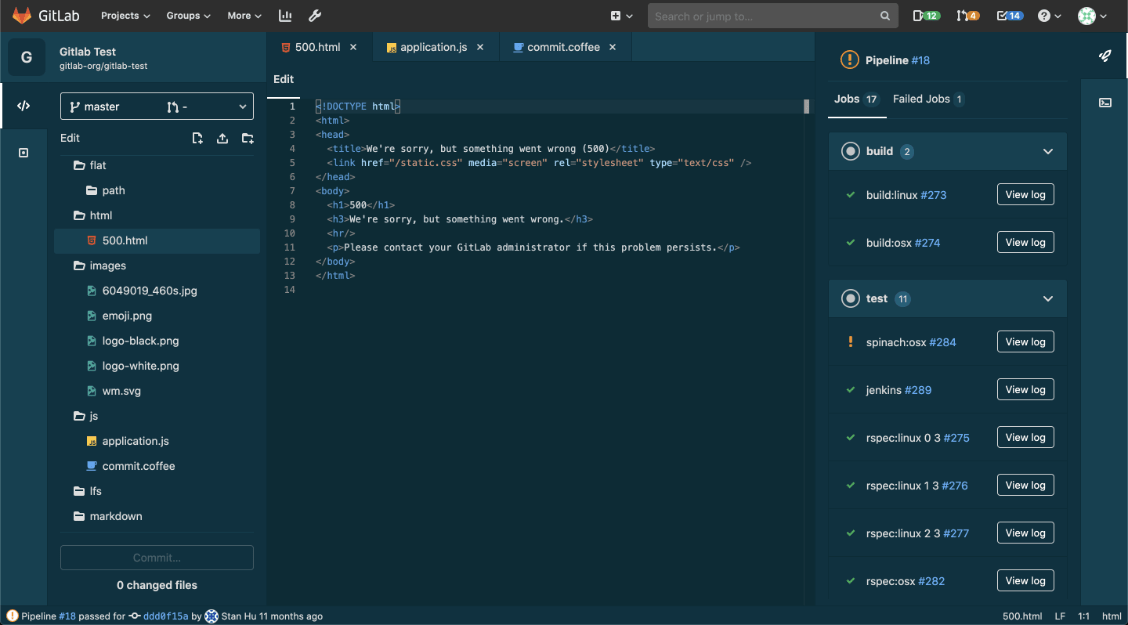 GitLab Projects Groups More Search or jump to... 12 4 14
G Gitlab Test
gitlab-org/gitlab-test
master -
Edit
flat
path
html
500.html
images
6049019_460s.jpg
emoji.png
logo-black.png
logo-white.png
wm.svg
js
application.js
commit.coffee
lfs
markdown
Commit...
0 changed files
500.html application.js commit.coffee
Edit
1 <!DOCTYPE html>
2 <html>
3 <head>
4 <title>We're sorry, but something went wrong (500)</title>
5 <link href="/static.css" media="screen" rel="stylesheet" type="text/css" />
6 </head>
7 <body>
8 <h1>500</h1>
9 <h3>We're sorry, but something went wrong.</h3>
10 <hr/>
11 <p>Please contact your GitLab administrator if this problem persists.</p>
12 </body>
13 </html>
14
Pipeline #18
Jobs 17 Failed Jobs 1
build 2
build:linux #273 View log
build:osx #274 View log
test 11
spinach:osx #284 View log
jenkins #289 View log
rspec:linux 0 3 #275 View log
rspec:linux 1 3 #276 View log
rspec:linux 2 3 #277 View log
rspec:osx #282 View log
Pipeline #18 passed for ddd0f15a by Stan Hu 11 months ago 500.html LF 1:1 html